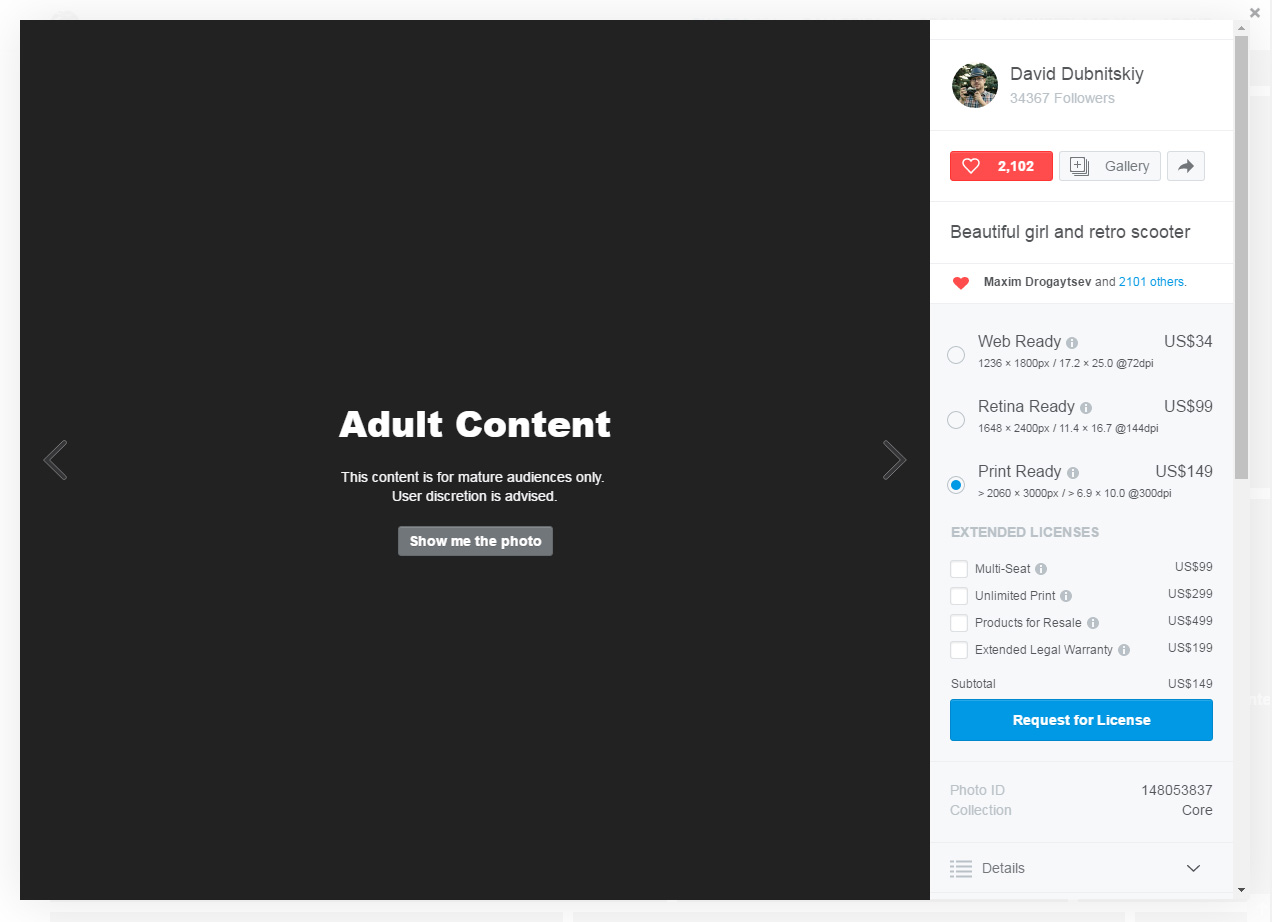 Adult Content
This content is for mature audiences only.
User discretion is advised.
Show me the photo
David Dubnitskiy
34367 Followers
2,102
Gallery
Beautiful girl and retro scooter
Maxim Drogaytsev and 2101 others.
Web Ready US$34
1236 × 1800px / 17.2 × 25.0 @72dpi
Retina Ready US$99
1648 × 2400px / 11.4 × 16.7 @144dpi
Print Ready US$149
> 2060 × 3000px / > 6.9 × 10.0 @300dpi
EXTENDED LICENSES
Multi-Seat US$99
Unlimited Print US$299
Products for Resale US$499
Extended Legal Warranty US$199
Subtotal US$149
Request for License
Photo ID 148053837
Collection Core
Details